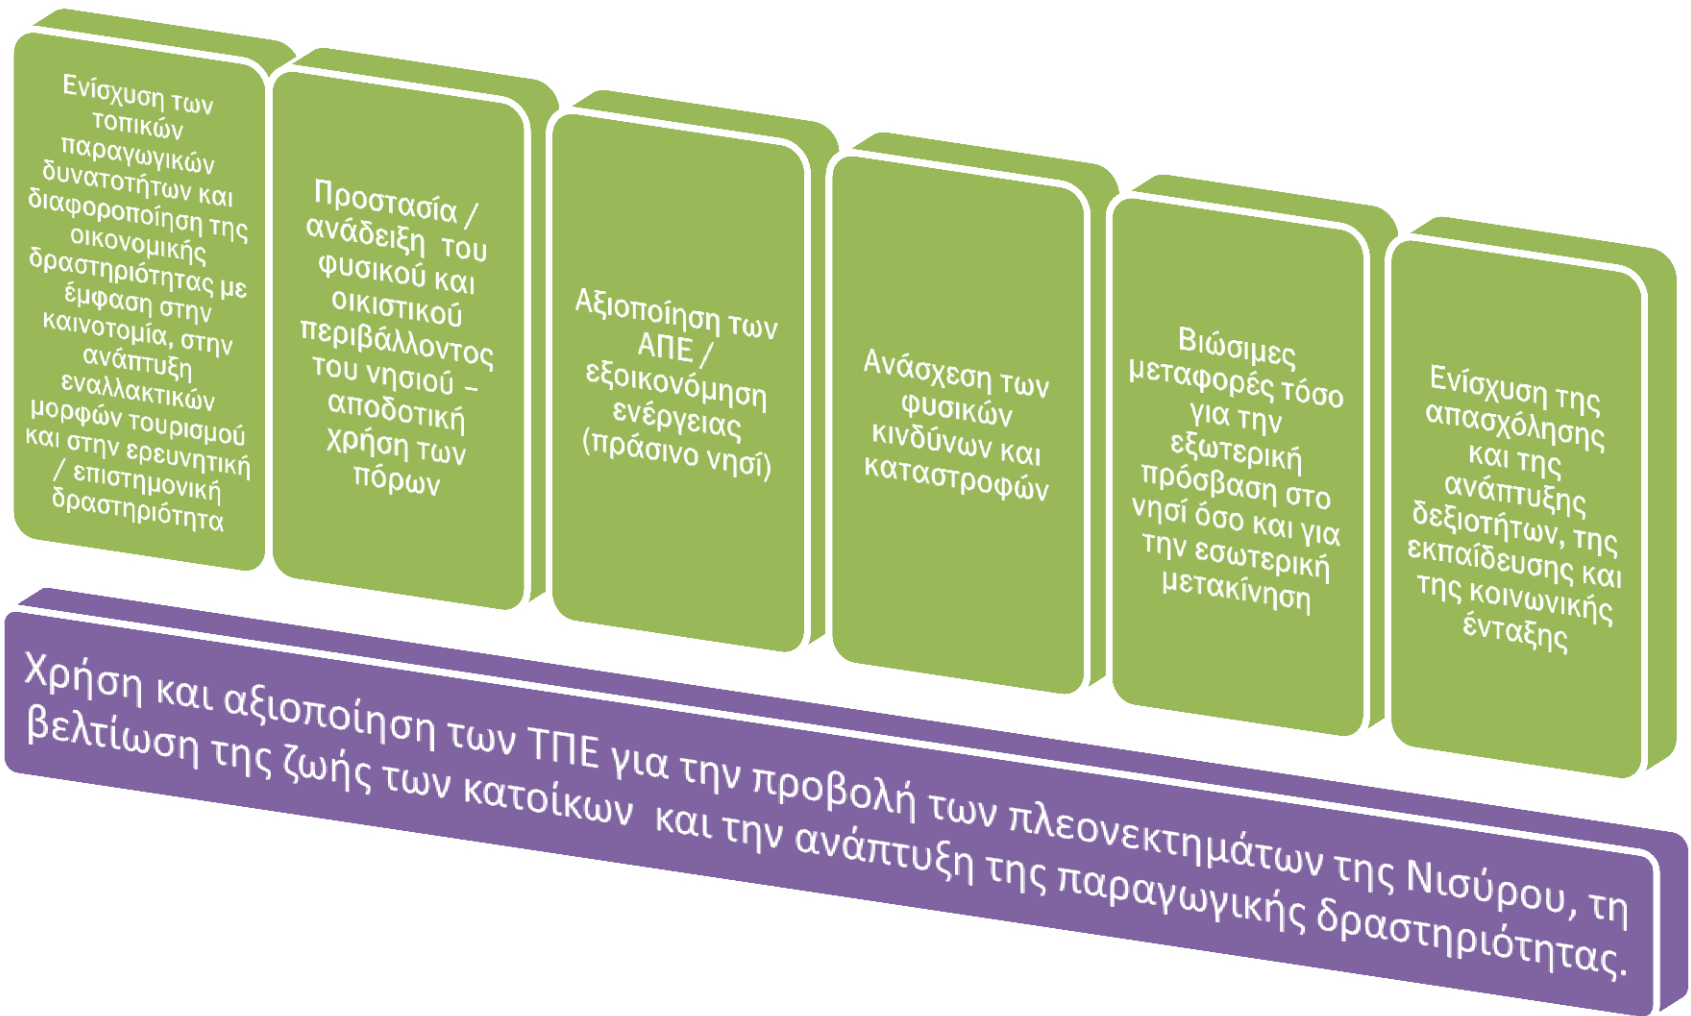 Ενίσχυση των
τοπικών
παραγωγικών
δυνατοτήτων και
διαφοροποίηση της
οικονομικής
δραστηριότητας με
έμφαση στην
καινοτομία, στην
ανάπτυξη
εναλλακτικών
μορφών τουρισμού
και στην ερευνητική
/ επιστημονική
δραστηριότητα
Προστασία /
ανάδειξη του
φυσικού και
οικιστικού
περιβάλλοντος
του νησιού –
αποδοτική
χρήση των
πόρων
Αξιοποίηση των
ΑΠΕ /
εξοικονόμηση
ενέργειας
(πράσινο νησί)
Ανάσχεση των
φυσικών
κινδύνων και
καταστροφών
Βιώσιμες
μεταφορές τόσο
για την
εξωτερική
πρόσβαση στο
νησί όσο και για
την εσωτερική
μετακίνηση
Ενίσχυση της
απασχόλησης
και της
ανάπτυξης
δεξιοτήτων, της
εκπαίδευσης και
της κοινωνικής
ένταξης
Χρήση και αξιοποίηση των ΤΠΕ για την προβολή των πλεονεκτημάτων της Νισύρου, τη
βελτίωση της ζωής των κατοίκων και την ανάπτυξη της παραγωγικής δραστηριότητας.